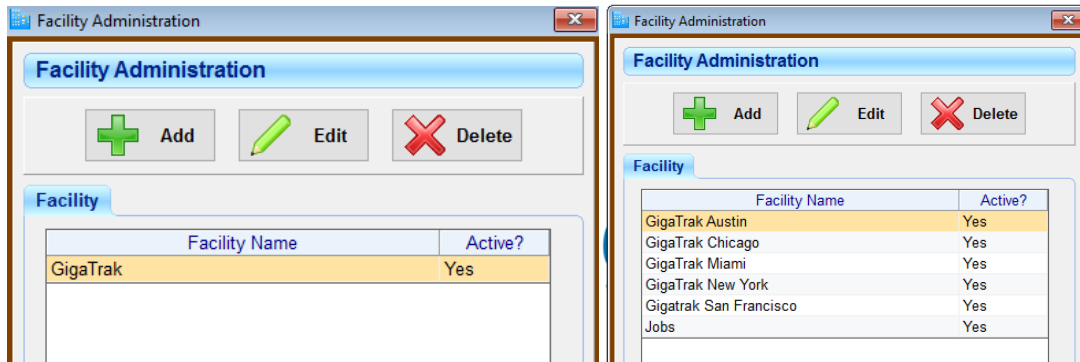 Facility Administration
Facility Administration
Add Edit Delete
Facility
Facility Name Active?
GigaTrak Yes
Facility Administration
Facility Administration
Add Edit Delete
Facility
Facility Name Active?
GigaTrak Austin Yes
GigaTrak Chicago Yes
GigaTrak Miami Yes
GigaTrak New York Yes
Gigatrak San Francisco Yes
Jobs Yes